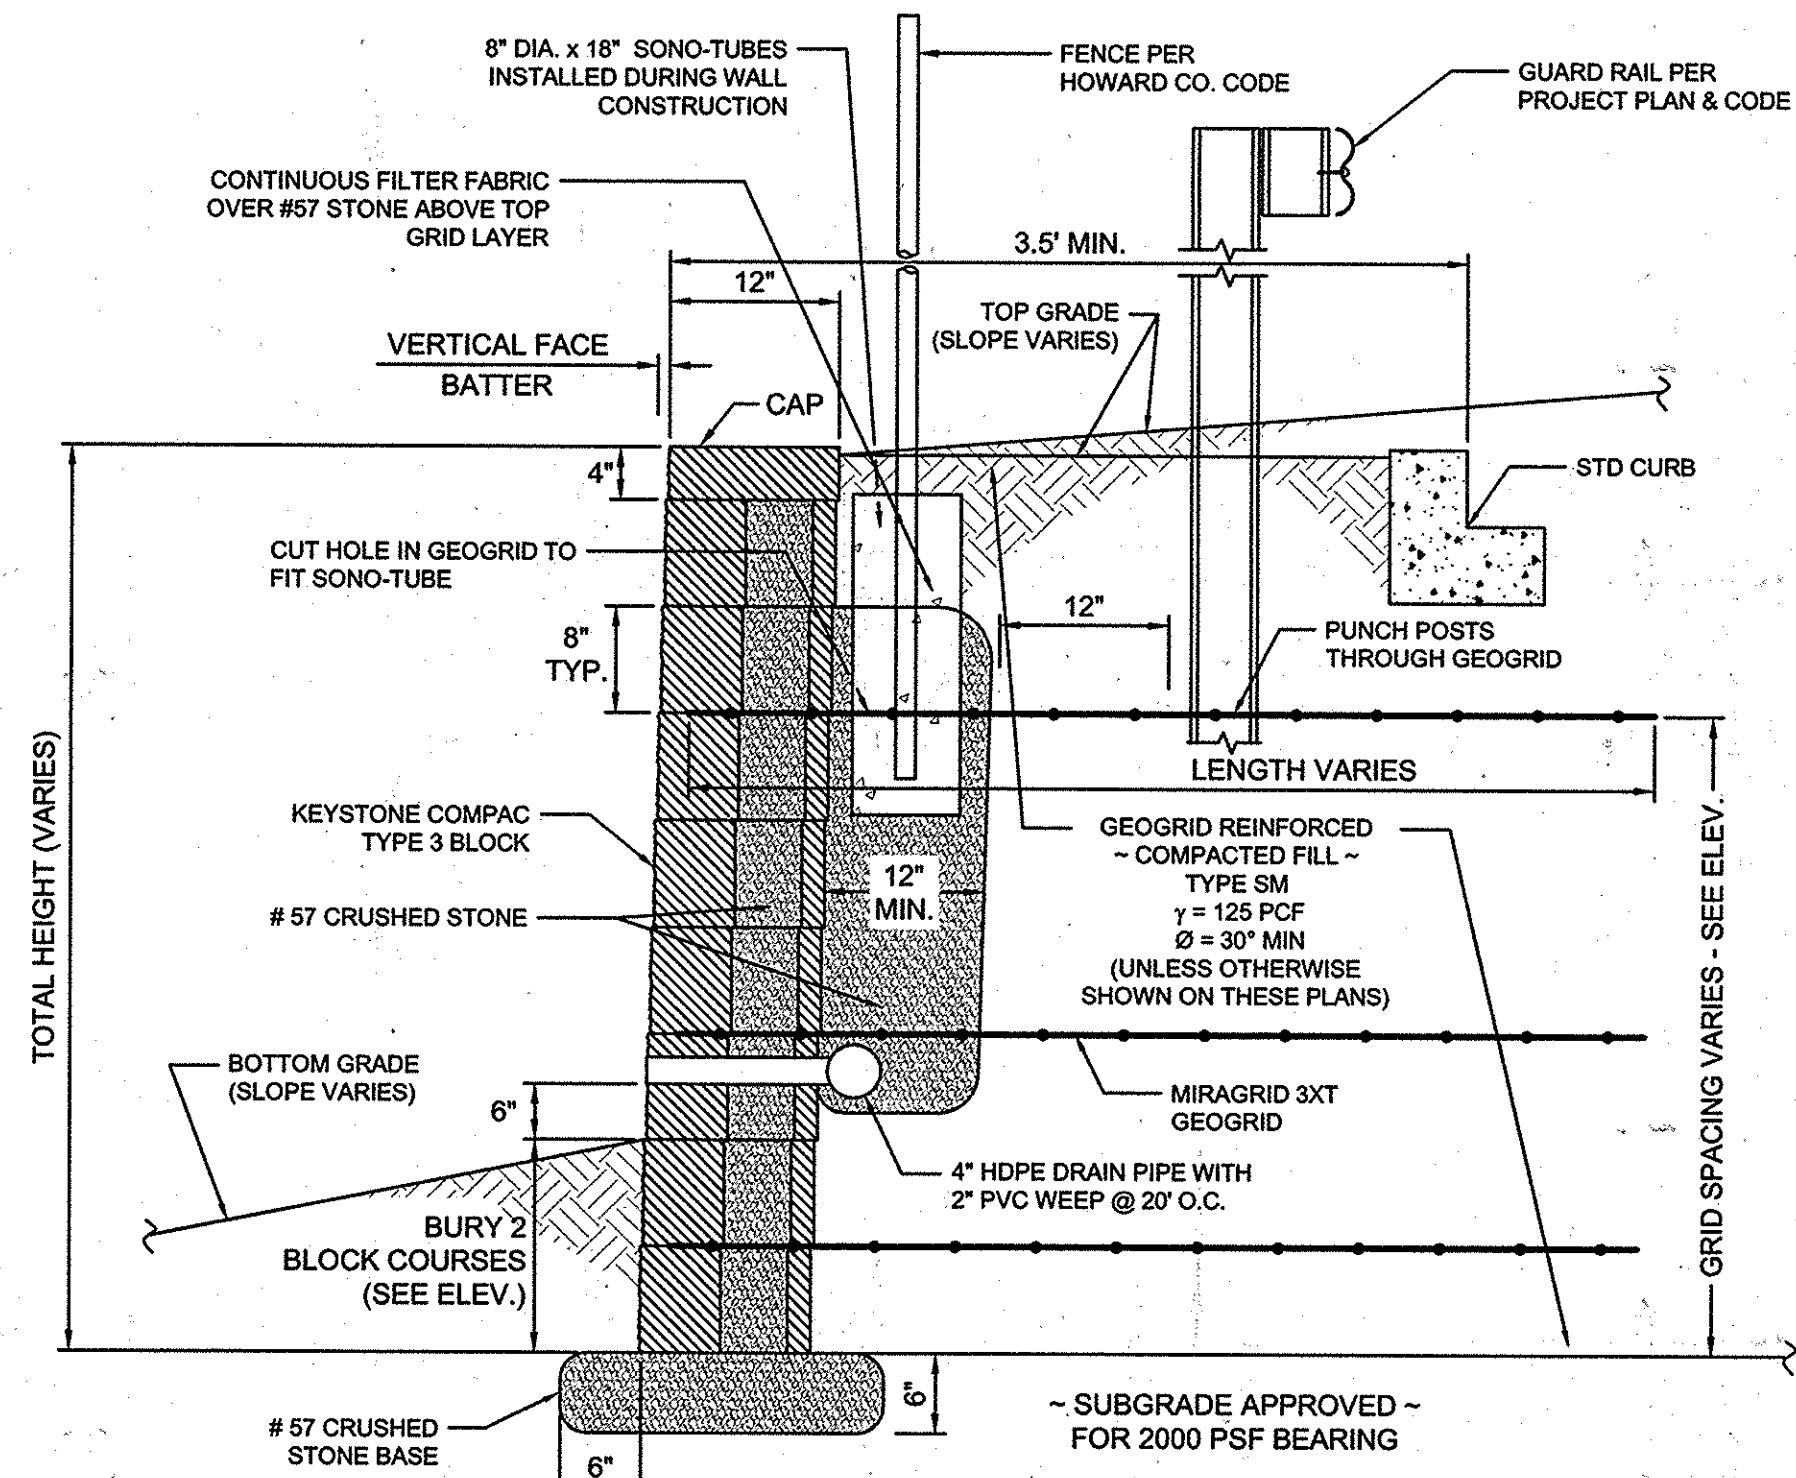 8" DIA. x 18" SONO-TUBES
INSTALLED DURING WALL
CONSTRUCTION
FENCE PER
HOWARD CO. CODE
GUARD RAIL PER
PROJECT PLAN & CODE
CONTINUOUS FILTER FABRIC
OVER #57 STONE ABOVE TOP
GRID LAYER
3.5' MIN.
12"
TOP GRADE
(SLOPE VARIES)
VERTICAL FACE
BATTER
CAP
4"
STD CURB
CUT HOLE IN GEOGRID TO
FIT SONO-TUBE
12"
8"
TYP.
PUNCH POSTS
THROUGH GEOGRID
LENGTH VARIES
TOTAL HEIGHT (VARIES)
KEYSTONE COMPAC
TYPE 3 BLOCK
# 57 CRUSHED STONE
12"
MIN.
GEOGRID REINFORCED
~ COMPACTED FILL ~
TYPE SM
γ = 125 PCF
Ø = 30° MIN
(UNLESS OTHERWISE
SHOWN ON THESE PLANS)
GRID SPACING VARIES - SEE ELEV.
BOTTOM GRADE
(SLOPE VARIES)
6"
MIRAGRID 3XT
GEOGRID
4" HDPE DRAIN PIPE WITH
2" PVC WEEP @ 20' O.C.
BURY 2
BLOCK COURSES
(SEE ELEV.)
6"
# 57 CRUSHED
STONE BASE
6"
~ SUBGRADE APPROVED ~
FOR 2000 PSF BEARING